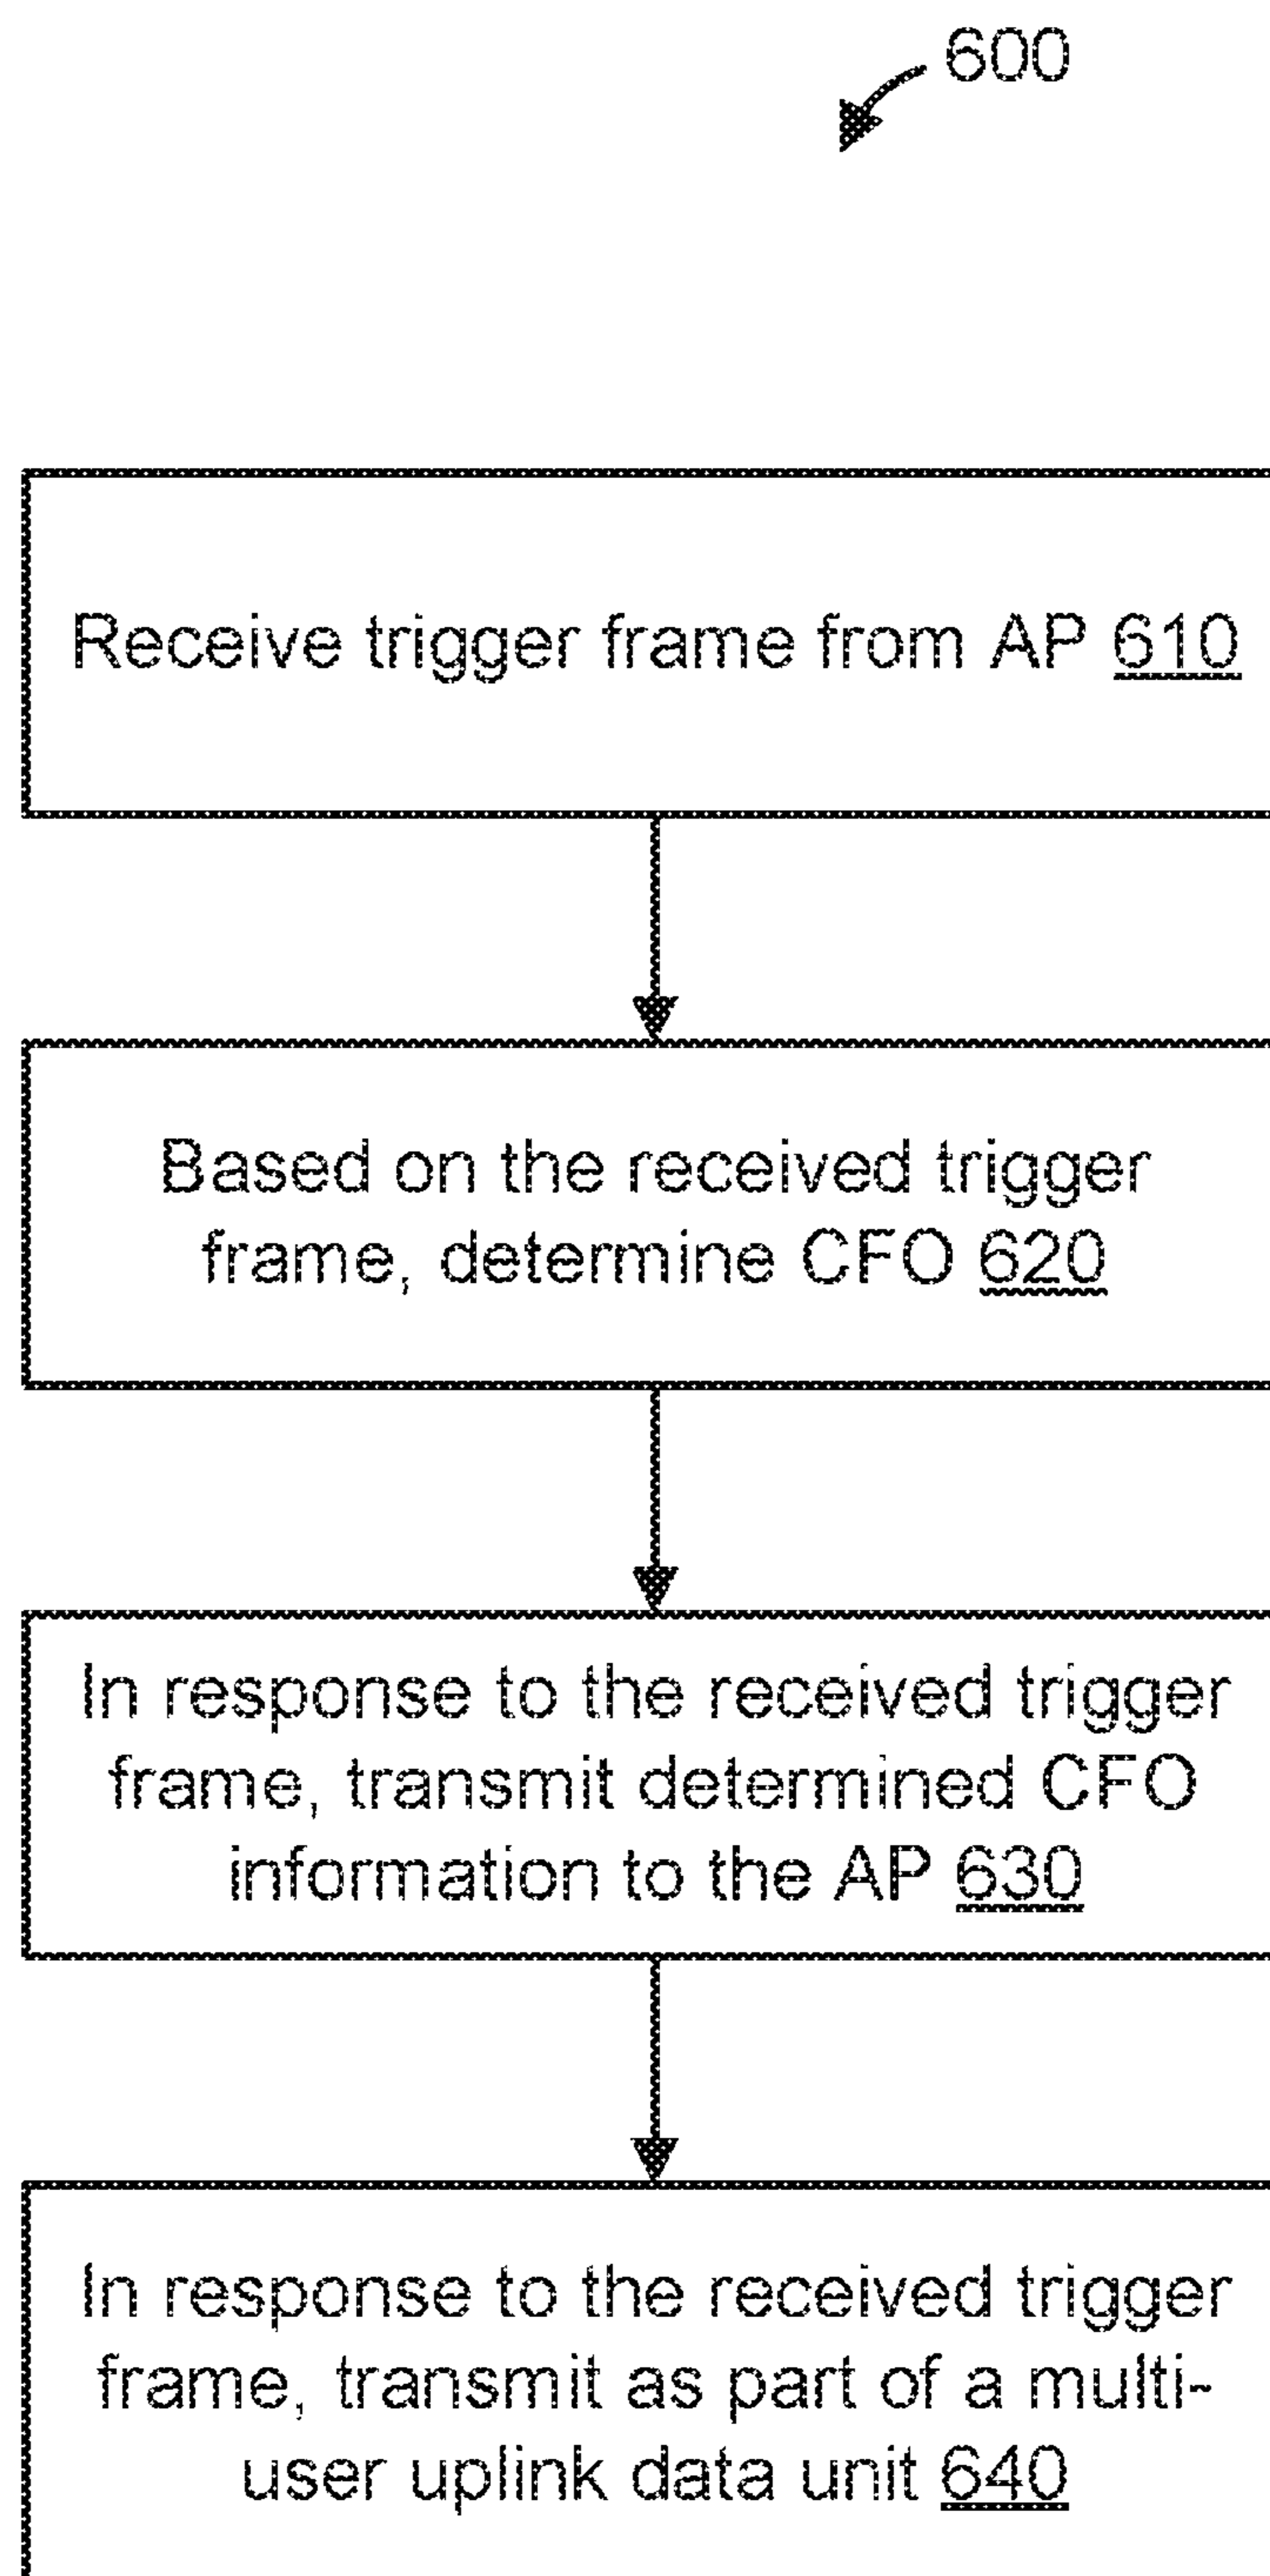 600
Receive trigger frame from AP 610
Based on the received trigger
frame, determine CFO 620
In response to the received trigger
frame, transmit determined CFO
information to the AP 630
In response to the received trigger
frame, transmit as part of a multi-
user uplink data unit 640